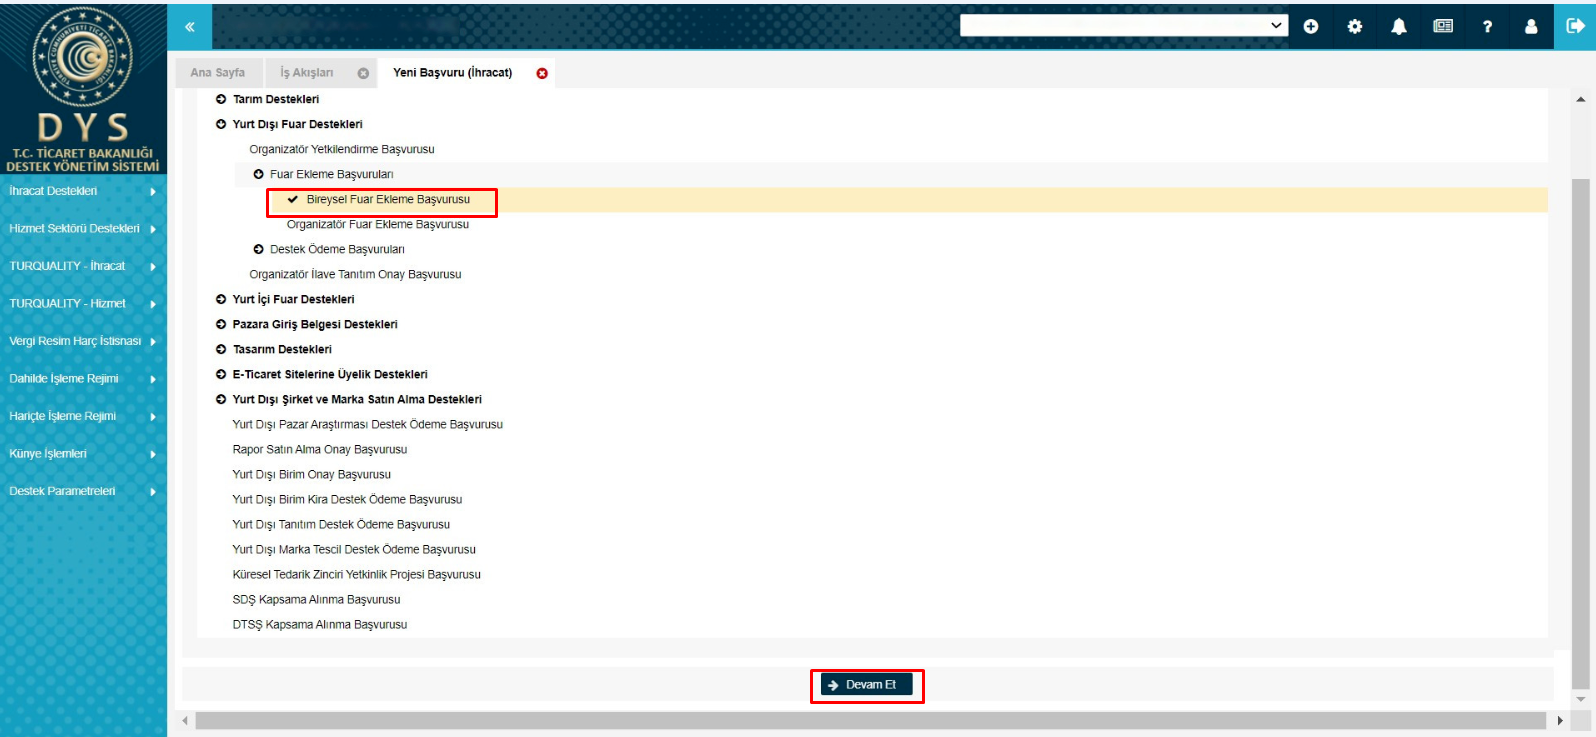 DYS
T.C. TİCARET BAKANLIĞI
DESTEK YÖNETİM SİSTEMİ
İhracat Destekleri
Hizmet Sektörü Destekleri
TURQUALITY - İhracat
TURQUALITY - Hizmet
Vergi Resim Harç İstisnası
Dahilde İşleme Rejimi
Hariçte İşleme Rejimi
Künye İşlemleri
Destek Parametreleri
Ana Sayfa
İş Akışları
Yeni Başvuru (İhracat)
Tarım Destekleri
Yurt Dışı Fuar Destekleri
Organizatör Yetkilendirme Başvurusu
Fuar Ekleme Başvuruları
Bireysel Fuar Ekleme Başvurusu
Organizatör Fuar Ekleme Başvurusu
Destek Ödeme Başvuruları
Organizatör İlave Tanıtım Onay Başvurusu
Yurt İçi Fuar Destekleri
Pazara Giriş Belgesi Destekleri
Tasarım Destekleri
E-Ticaret Sitelerine Üyelik Destekleri
Yurt Dışı Şirket ve Marka Satın Alma Destekleri
Yurt Dışı Pazar Araştırması Destek Ödeme Başvurusu
Rapor Satın Alma Onay Başvurusu
Yurt Dışı Birim Onay Başvurusu
Yurt Dışı Birim Kira Destek Ödeme Başvurusu
Yurt Dışı Tanıtım Destek Ödeme Başvurusu
Yurt Dışı Marka Tescil Destek Ödeme Başvurusu
Küresel Tedarik Zinciri Yetkinlik Projesi Başvurusu
SDŞ Kapsama Alınma Başvurusu
DTSŞ Kapsama Alınma Başvurusu
Devam Et